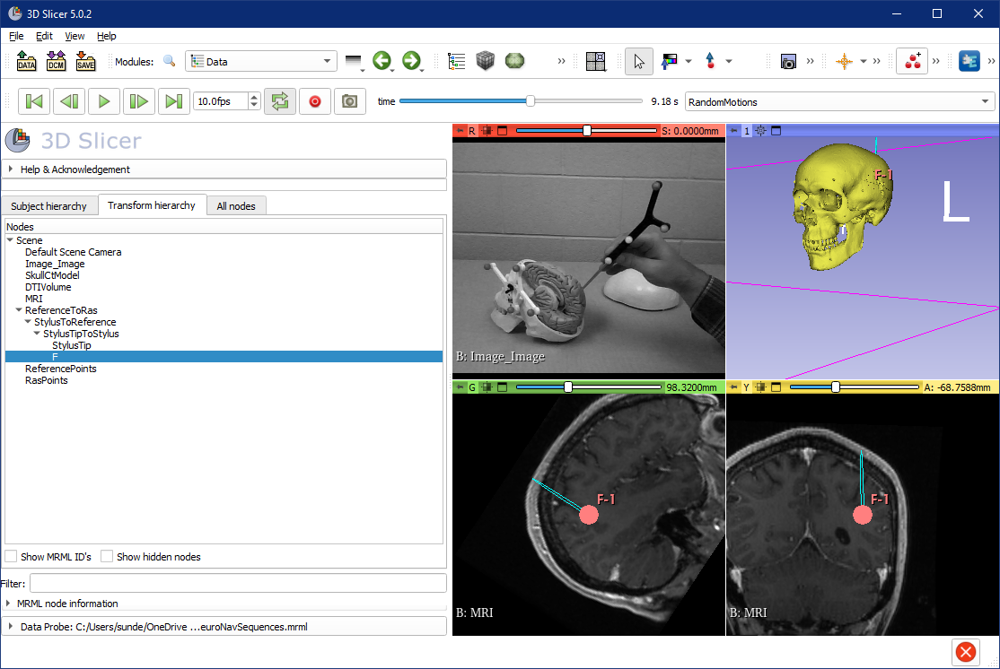 3D Slicer 5.0.2
File Edit View Help
DATA DCM SAVE Modules: Data
10.0fps time 9.18 s RandomMotions
3D Slicer
Help & Acknowledgement
Subject hierarchy Transform hierarchy All nodes
Nodes
Scene
Default Scene Camera
Image_Image
SkullCtModel
DTIVolume
MRI
ReferenceToRas
StylusToReference
StylusTipToStylus
StylusTip
F
ReferencePoints
RasPoints
Show MRML ID's Show hidden nodes
Filter:
MRML node information
Data Probe: C:/Users/sunde/OneDrive ...euroNavSequences.mrml
R S: 0.0000mm
B: Image_Image
1
F-1
L
G 98.3200mm
F-1
B: MRI
Y A: -68.7588mm
F-1
B: MRI